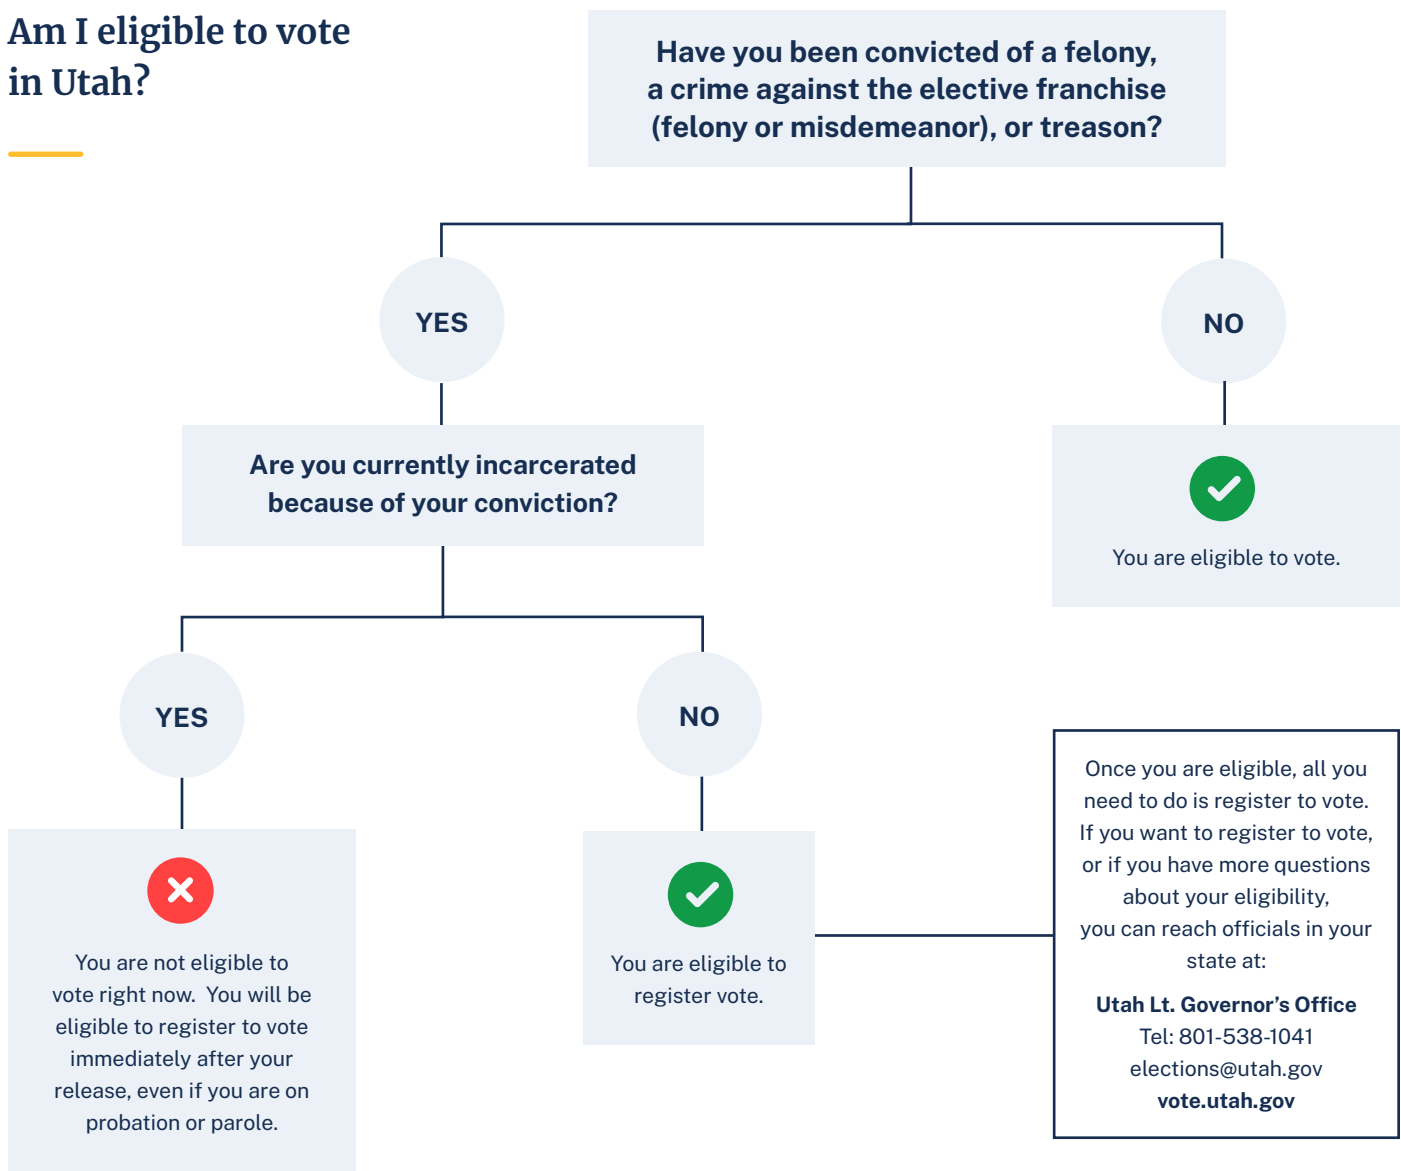 Am I eligible to vote
in Utah?
Have you been convicted of a felony,
a crime against the elective franchise
(felony or misdemeanor), or treason?
YES
NO
Are you currently incarcerated
because of your conviction?
You are eligible to vote.
YES
NO
You are not eligible to
vote right now.  You will be
eligible to register to vote
immediately after your
release, even if you are on
probation or parole.
You are eligible to
register vote.
Once you are eligible, all you
need to do is register to vote.
If you want to register to vote,
or if you have more questions
about your eligibility,
you can reach officials in your
state at:
Utah Lt. Governor’s Office
Tel: 801-538-1041
elections@utah.gov
vote.utah.gov